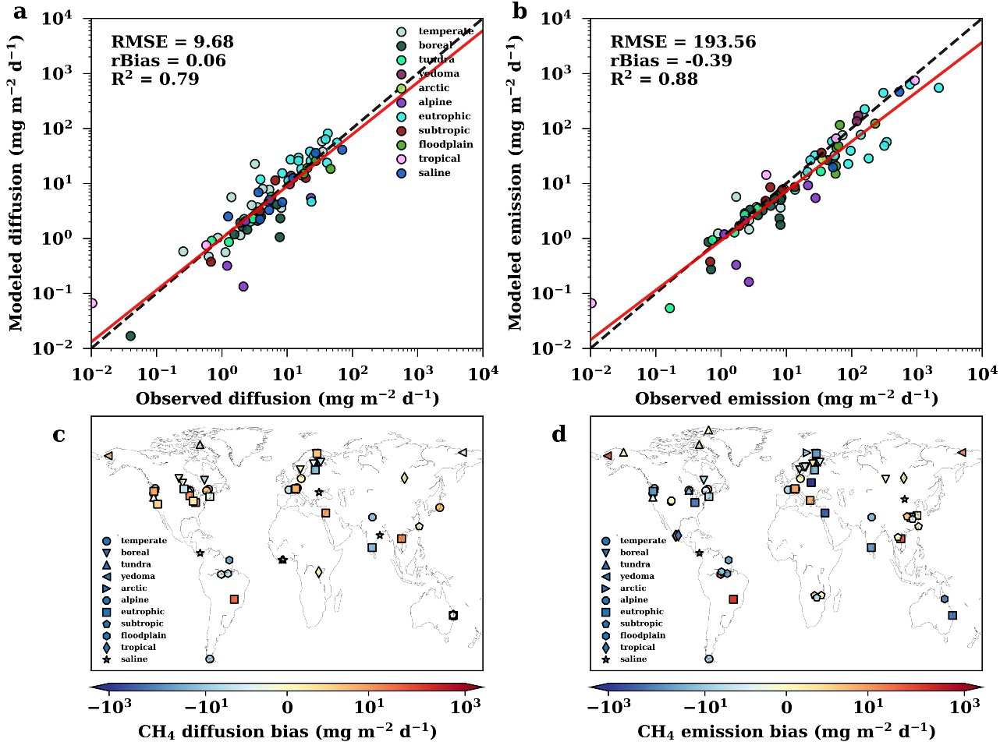 a
RMSE = 9.68
rBias = 0.06
R² = 0.79
temperate
boreal
tundra
yedoma
arctic
alpine
eutrophic
subtropic
floodplain
tropical
saline
10⁴
10³
10²
10¹
10⁰
10⁻¹
10⁻²
Modeled diffusion (mg m⁻² d⁻¹)
10⁻² 10⁻¹ 10⁰ 10¹ 10² 10³ 10⁴
Observed diffusion (mg m⁻² d⁻¹)
b
RMSE = 193.56
rBias = -0.39
R² = 0.88
10⁴
10³
10²
10¹
10⁰
10⁻¹
10⁻²
Modeled emission (mg m⁻² d⁻¹)
10⁻² 10⁻¹ 10⁰ 10¹ 10² 10³ 10⁴
Observed emission (mg m⁻² d⁻¹)
c
temperate
boreal
tundra
yedoma
arctic
alpine
eutrophic
subtropic
floodplain
tropical
saline
−10³ −10¹ 0 10¹ 10³
CH₄ diffusion bias (mg m⁻² d⁻¹)
d
temperate
boreal
tundra
yedoma
arctic
alpine
eutrophic
subtropic
floodplain
tropical
saline
−10³ −10¹ 0 10¹ 10³
CH₄ emission bias (mg m⁻² d⁻¹)